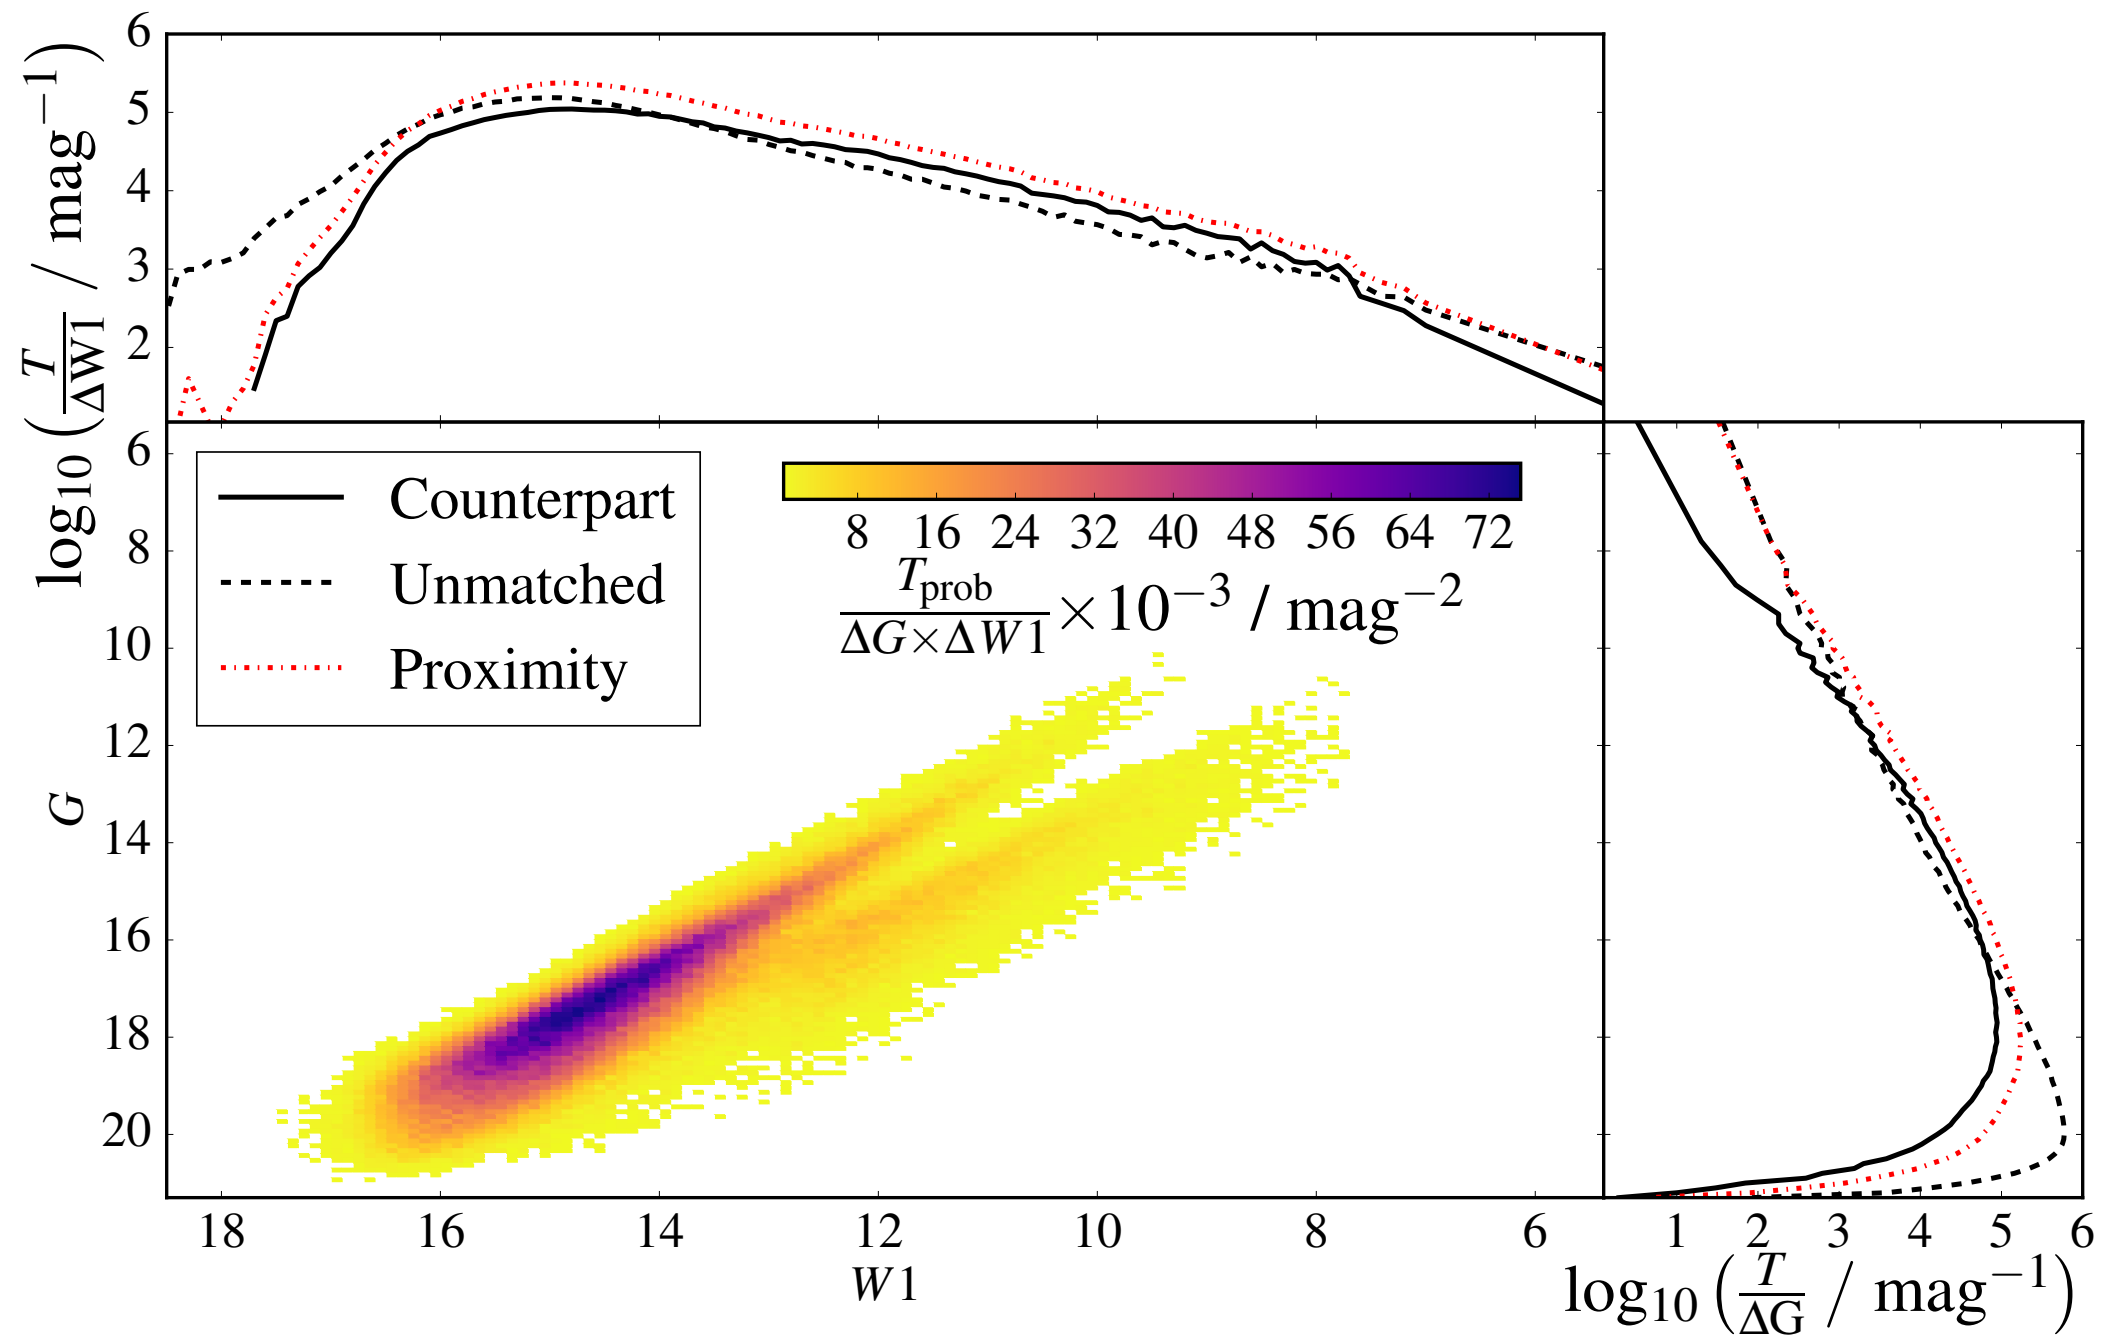 6
5
4
3
2
log₁₀ (T/ΔW1 / mag⁻¹)
Counterpart
Unmatched
Proximity
8 16 24 32 40 48 56 64 72
T_prob/ΔG×ΔW1 ×10⁻³ / mag⁻²
6
8
10
12
14
16
18
20
G
18 16 14 12 10 8 6
W1
1 2 3 4 5 6
log₁₀ (T/ΔG / mag⁻¹)